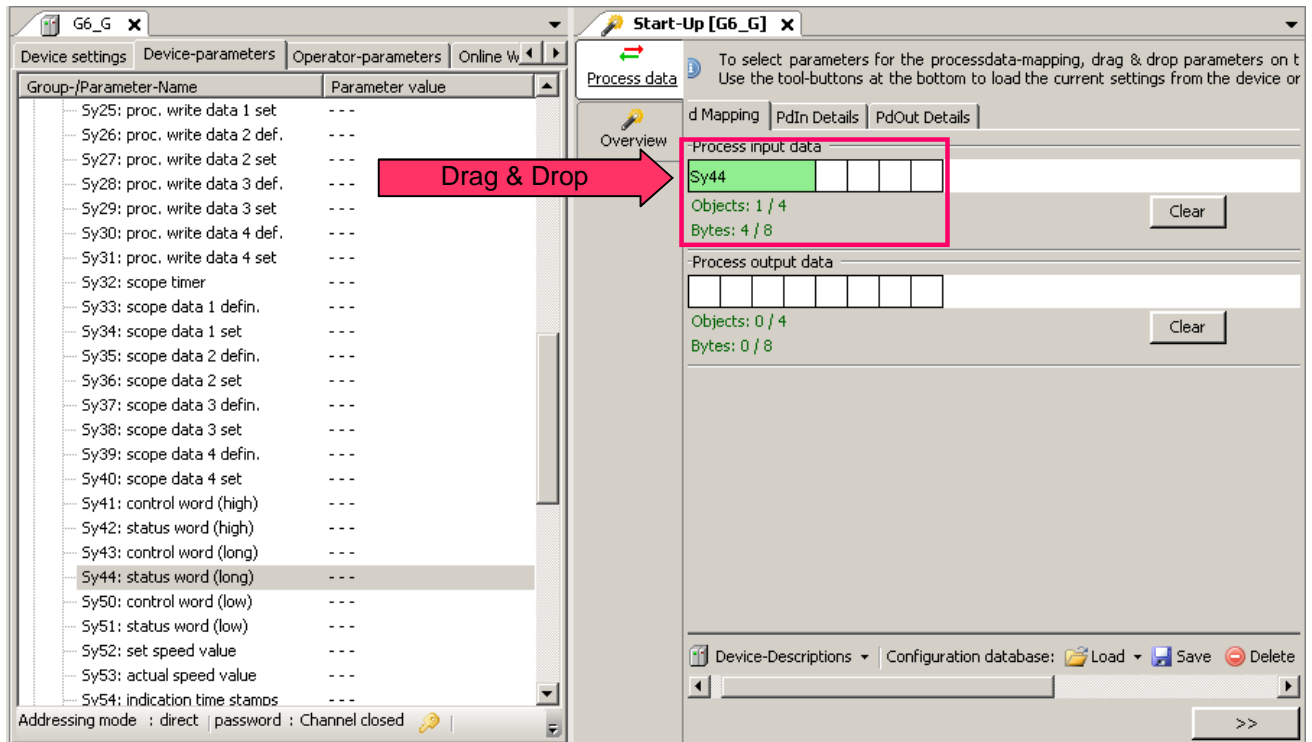 G6_G
Device settings Device-parameters Operator-parameters Online W
Group-/Parameter-Name Parameter value
Sy25: proc. write data 1 set - - -
Sy26: proc. write data 2 def. - - -
Sy27: proc. write data 2 set - - -
Sy28: proc. write data 3 def. - - -
Sy29: proc. write data 3 set - - -
Sy30: proc. write data 4 def. - - -
Sy31: proc. write data 4 set - - -
Sy32: scope timer - - -
Sy33: scope data 1 defin. - - -
Sy34: scope data 1 set - - -
Sy35: scope data 2 defin. - - -
Sy36: scope data 2 set - - -
Sy37: scope data 3 defin. - - -
Sy38: scope data 3 set - - -
Sy39: scope data 4 defin. - - -
Sy40: scope data 4 set - - -
Sy41: control word (high) - - -
Sy42: status word (high) - - -
Sy43: control word (long) - - -
Sy44: status word (long) - - -
Sy50: control word (low) - - -
Sy51: status word (low) - - -
Sy52: set speed value - - -
Sy53: actual speed value - - -
Sy54: indication time stamps - - -
Addressing mode : direct password : Channel closed
Drag & Drop
Start-Up [G6_G]
Process data
Overview
To select parameters for the processdata-mapping, drag & drop parameters on t
Use the tool-buttons at the bottom to load the current settings from the device or
d Mapping PdIn Details PdOut Details
Process input data
Sy44
Objects: 1 / 4
Clear
Bytes: 4 / 8
Process output data
Objects: 0 / 4
Clear
Bytes: 0 / 8
Device-Descriptions Configuration database: Load Save Delete
>>